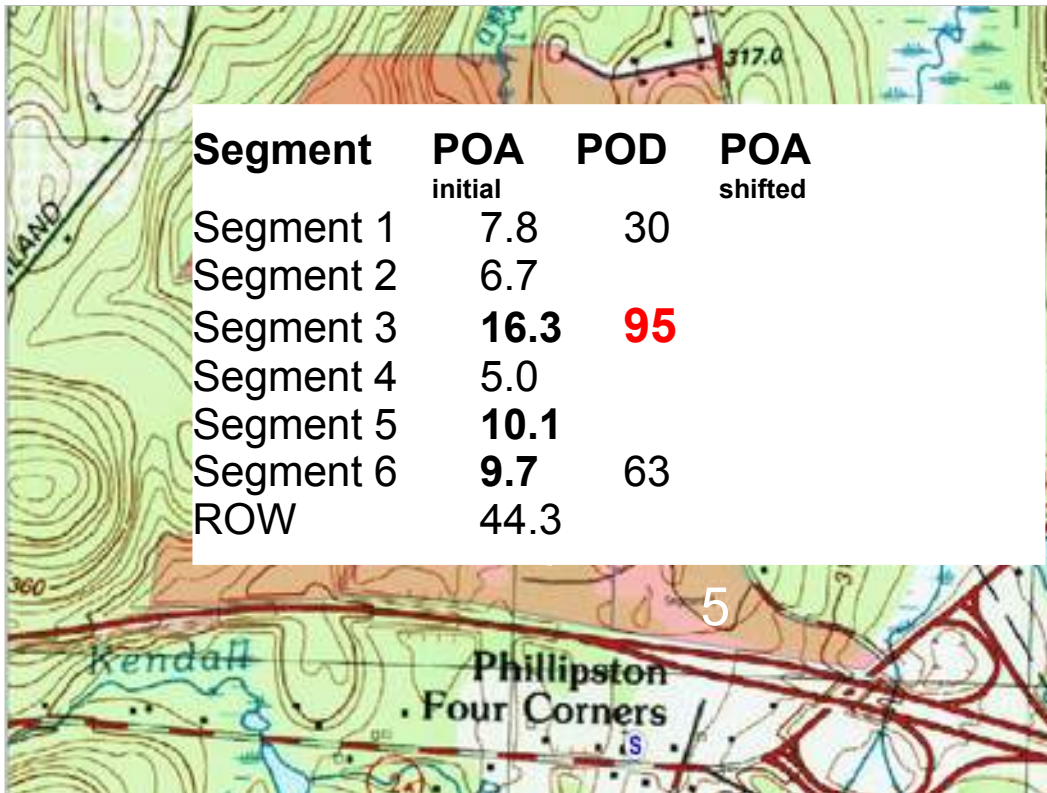 317.0
Segment POA POD POA
initial shifted
Segment 1 7.8 30
Segment 2 6.7
Segment 3 16.3 95
Segment 4 5.0
Segment 5 10.1
Segment 6 9.7 63
ROW 44.3
360
5
Kendall
Phillipston
Four Corners
S